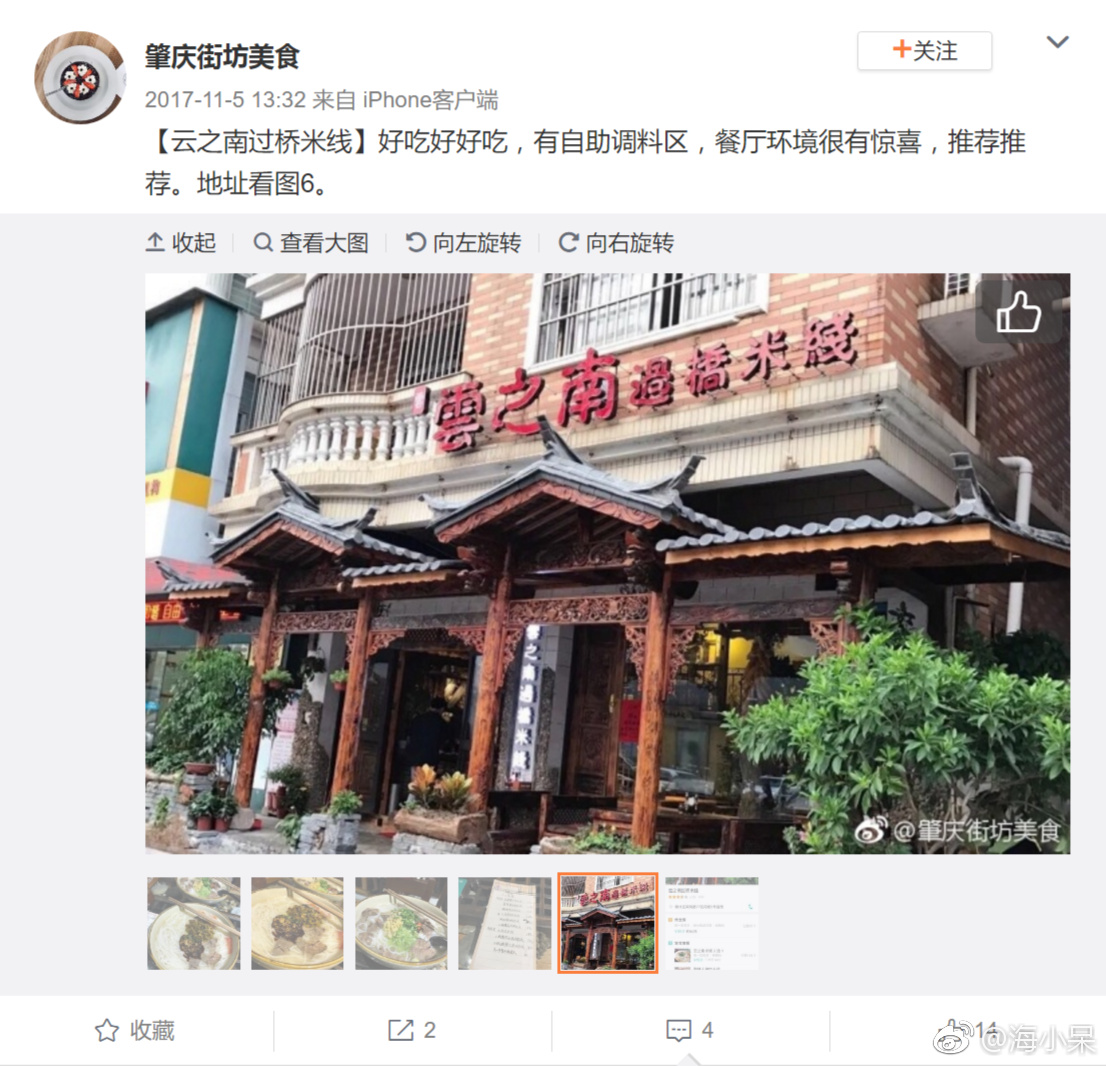 肇庆街坊美食
+关注
2017-11-5 13:32 来自 iPhone客户端
【云之南过桥米线】好吃好好吃，有自助调料区，餐厅环境很有惊喜，推荐推
荐。地址看图6。
收起
查看大图
向左旋转
向右旋转
雲之南過橋米綫
雲之南過橋米綫
@肇庆街坊美食
收藏
2
4
14
@海小呆